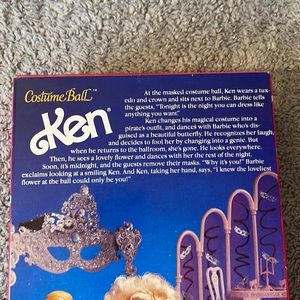 Costume Ball™
Ken
At the masked costume ball, Ken wears a tux-
edo and crown and sits next to Barbie. Barbie tells
the guests, "Tonight is the night you can dress like
anything you want."
Ken changes his magical costume into a
pirate's outfit, and dances with Barbie who's dis-
guised as a beautiful butterfly. He recognizes her laugh,
and decides to fool her by changing into a genie. But
when he returns to the ballroom, she's gone. He looks everywhere.
Then, he sees a lovely flower and dances with her the rest of the night.
Soon, it's midnight, and the guests remove their masks. "Why it's you!" Barbie
exclaims looking at a smiling Ken. And Ken, taking her hand, says, "I knew the loveliest
flower at the ball could only be you!"